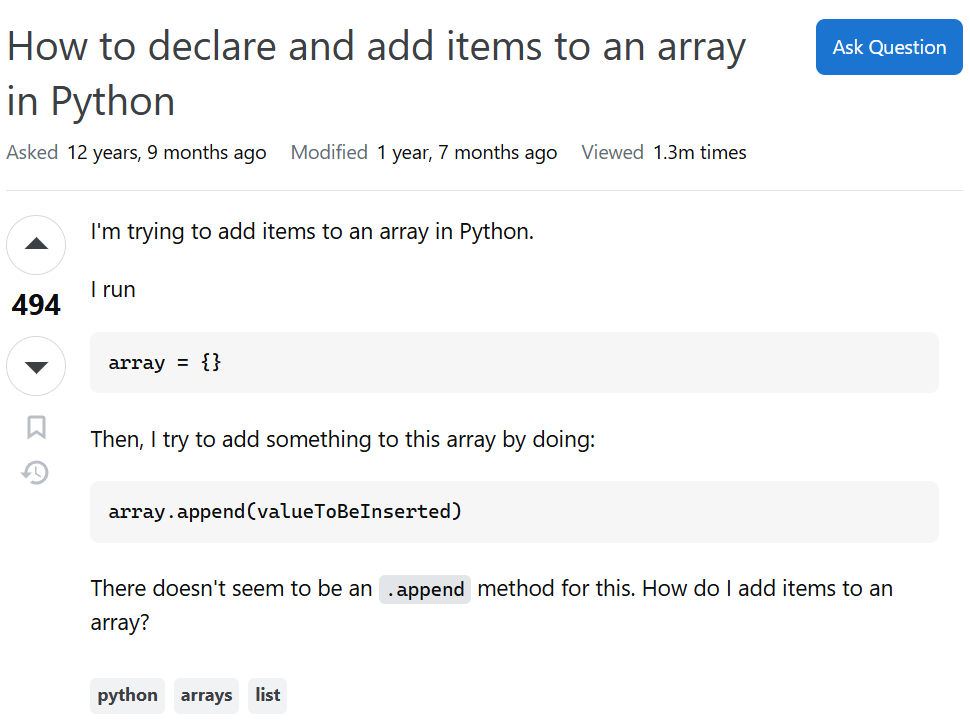 How to declare and add items to an array
in Python
Ask Question
Asked 12 years, 9 months ago Modified 1 year, 7 months ago Viewed 1.3m times
I'm trying to add items to an array in Python.
I run
494
array = {}
Then, I try to add something to this array by doing:
array.append(valueToBeInserted)
There doesn't seem to be an .append method for this. How do I add items to an
array?
python arrays list